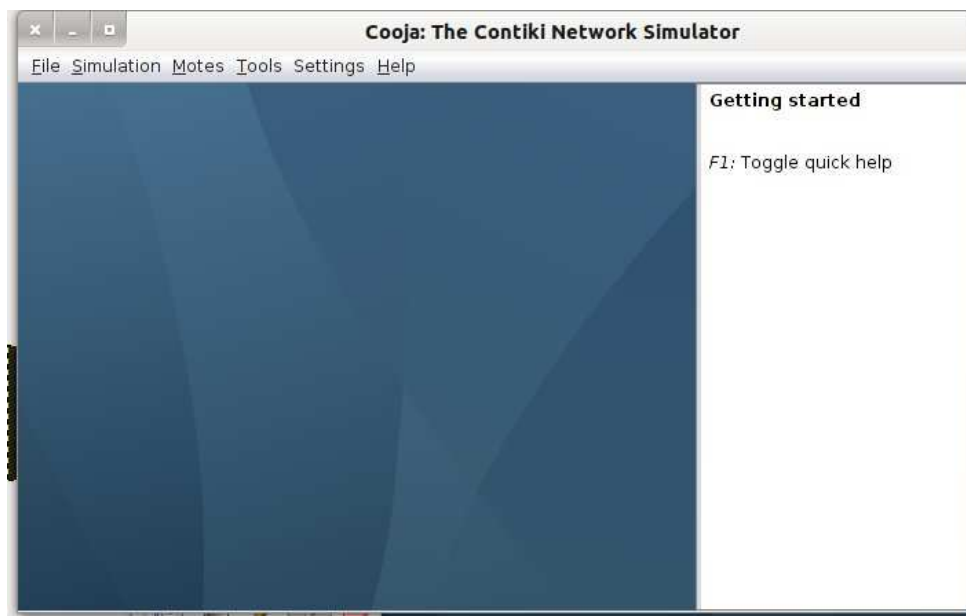 Cooja: The Contiki Network Simulator
File Simulation Motes Tools Settings Help
Getting started
F1: Toggle quick help